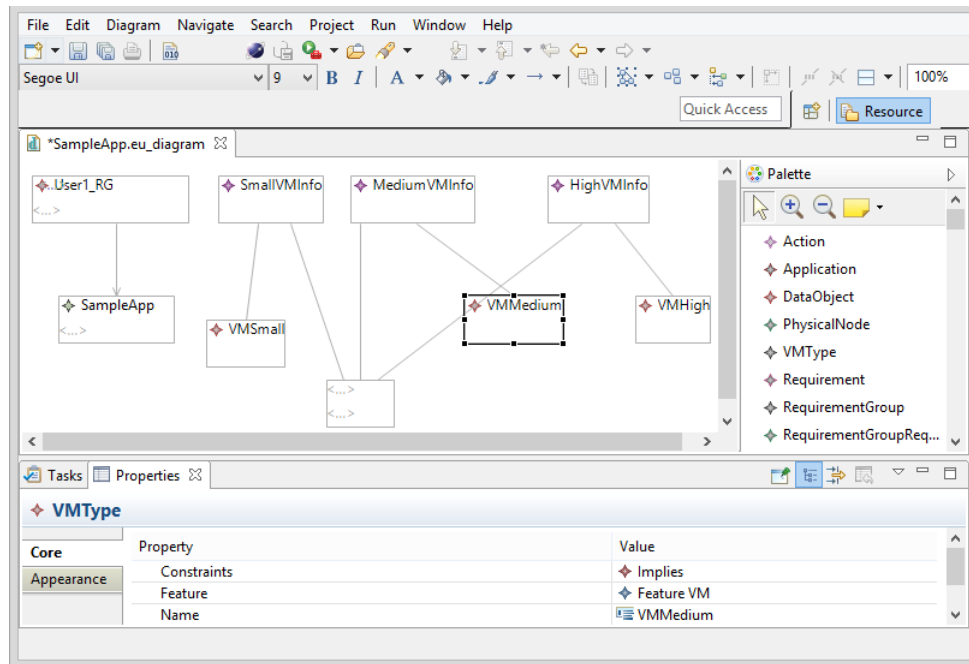 File Edit Diagram Navigate Search Project Run Window Help
010
Segoe UI 9 B I A 100%
Quick Access Resource
*SampleApp.eu_diagram
..User1_RG SmallVMInfo MediumVMInfo HighVMInfo
<...>
SampleApp VMMedium VMHigh
<...> VMSmall
<...>
<...>
Palette
Action
Application
DataObject
PhysicalNode
VMType
Requirement
RequirementGroup
RequirementGroupReq...
Tasks Properties
VMType
Core
Appearance
Property Value
Constraints Implies
Feature Feature VM
Name VMMedium